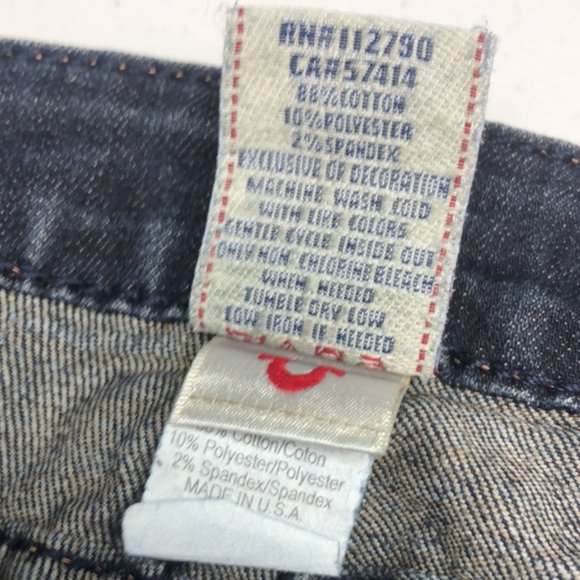 RN#112790
CA#57414
88%COTTON
10%POLYESTER
2%SPANDEX
EXCLUSIVE OF DECORATION
MACHINE WASH COLD
WITH LIKE COLORS
GENTLE CYCLE INSIDE OUT
ONLY NON-CHLORINE BLEACH
WHEN NEEDED
TUMBLE DRY LOW
LOW IRON IF NEEDED
Cotton/Coton
10% Polyester/Polyester
2% Spandex/Spandex
MADE IN U.S.A